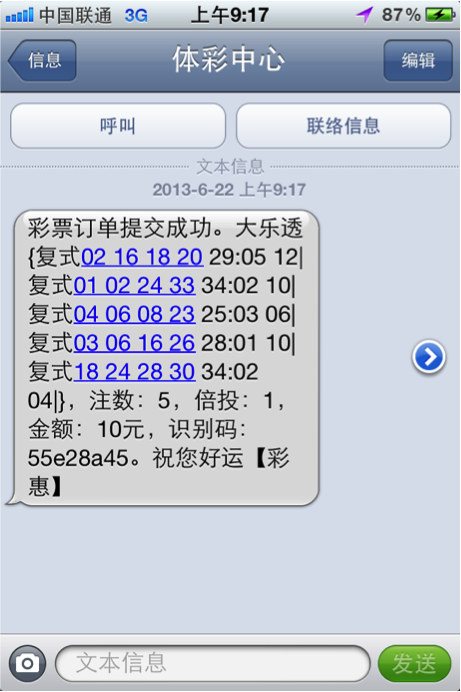 中国联通 3G 上午9:17 87%
信息 体彩中心 编辑
呼叫 联络信息
文本信息
2013-6-22 上午9:17
彩票订单提交成功。大乐透
{复式02 16 18 20 29:05 12|
复式01 02 24 33 34:02 10|
复式04 06 08 23 25:03 06|
复式03 06 16 26 28:01 10|
复式18 24 28 30 34:02
04|}，注数：5，倍投：1，
金额：10元，识别码：
55e28a45。祝您好运【彩
惠】
文本信息 发送